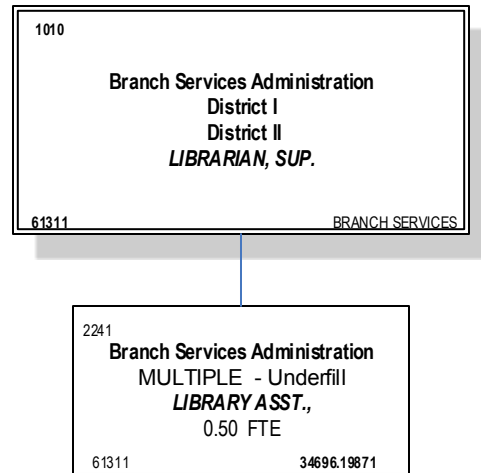 1010
Branch Services Administration
District I
District II
LIBRARIAN, SUP.
61311 BRANCH SERVICES
2241
Branch Services Administration
MULTIPLE - Underfill
LIBRARY ASST.,
0.50 FTE
61311 34696.19871